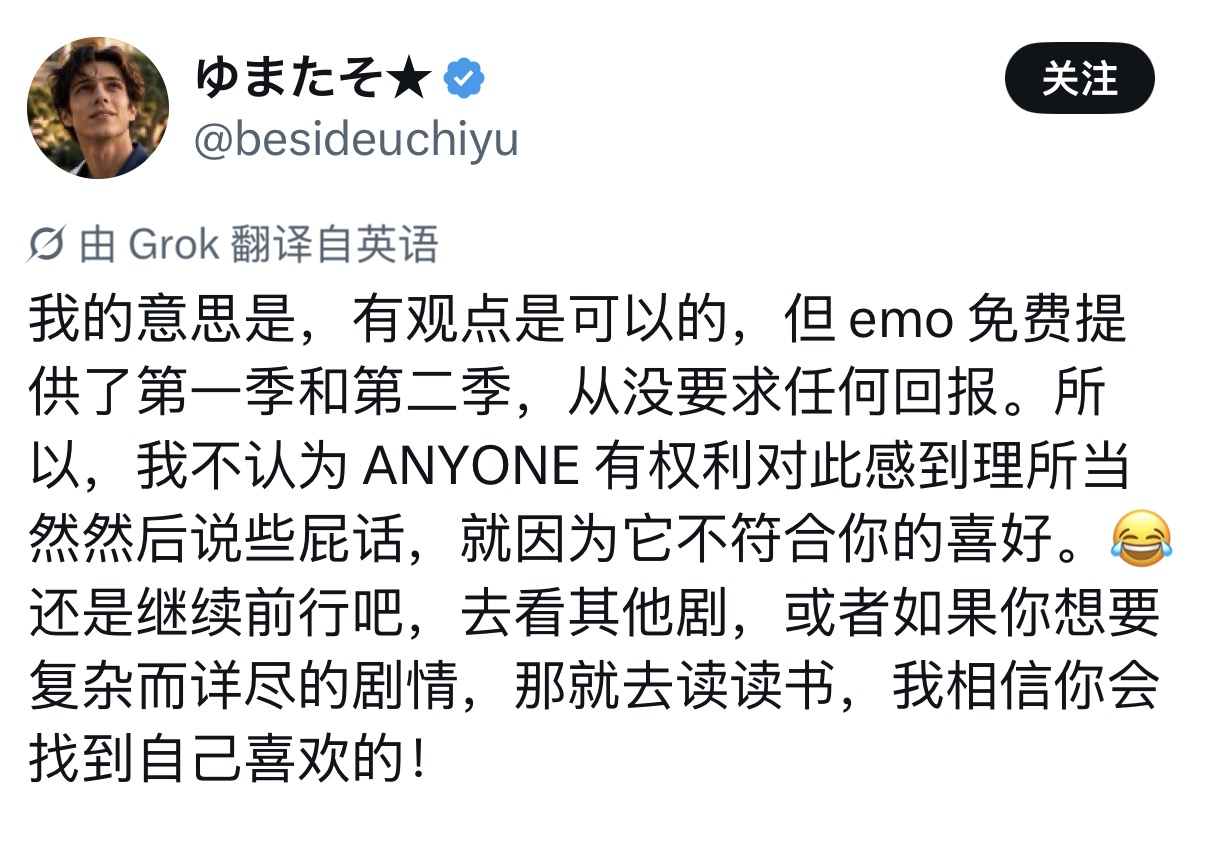 ゆまたそ★
关注
@besideuchiyu
由 Grok 翻译自英语
我的意思是，有观点是可以的，但 emo 免费提
供了第一季和第二季，从没要求任何回报。所
以，我不认为 ANYONE 有权利对此感到理所当
然然后说些屁话，就因为它不符合你的喜好。😂
还是继续前行吧，去看其他剧，或者如果你想要
复杂而详尽的剧情，那就去读读书，我相信你会
找到自己喜欢的！